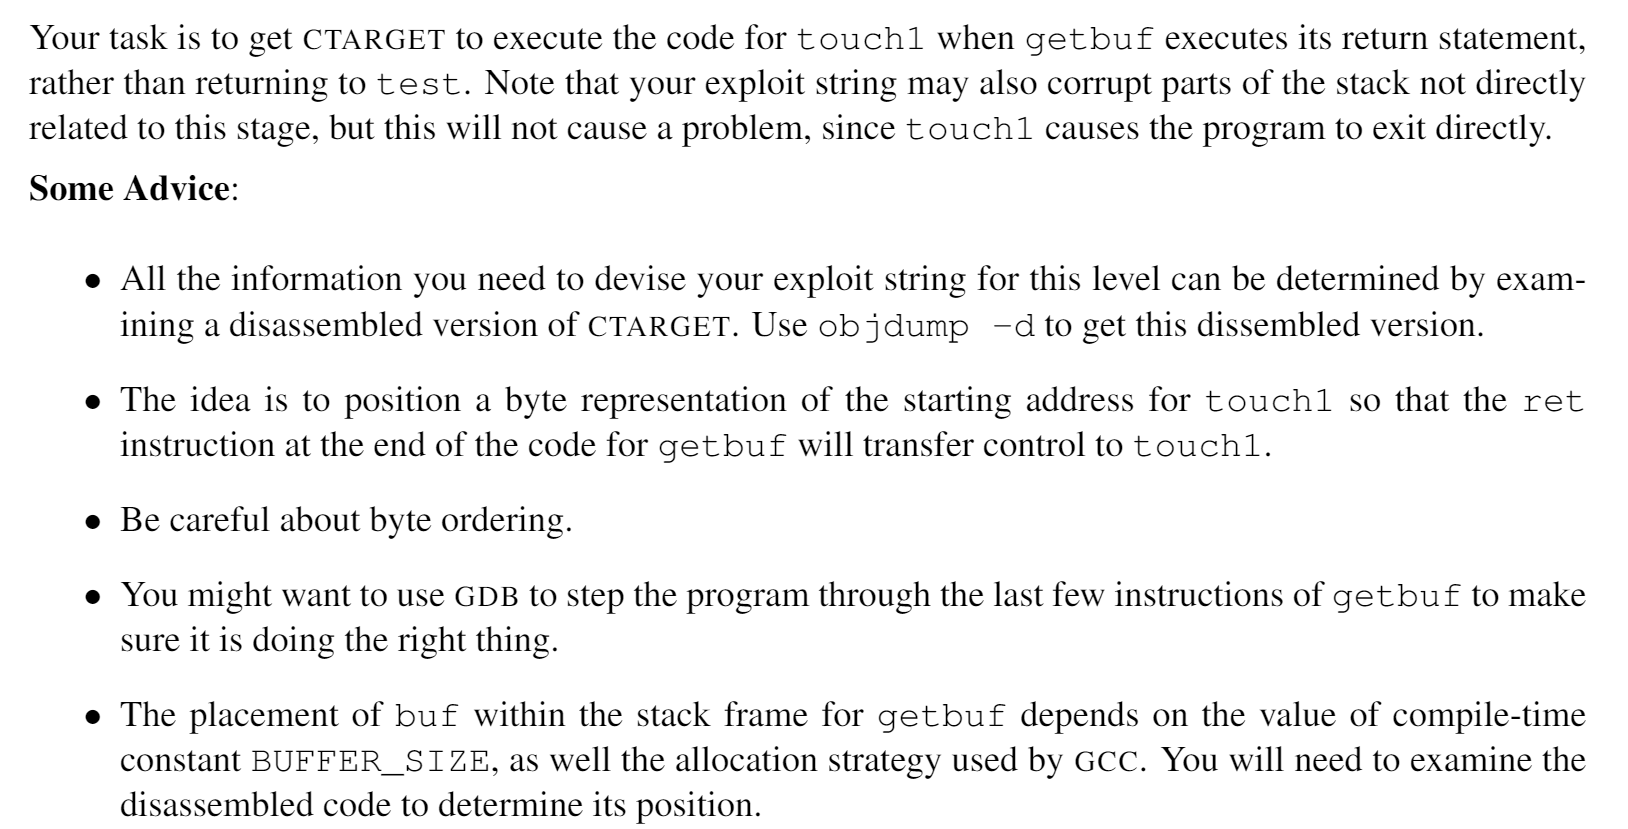 Your task is to get CTARGET to execute the code for touch1 when getbuf executes its return statement,
rather than returning to test. Note that your exploit string may also corrupt parts of the stack not directly
related to this stage, but this will not cause a problem, since touch1 causes the program to exit directly.
Some Advice:
• All the information you need to devise your exploit string for this level can be determined by exam-
ining a disassembled version of CTARGET. Use objdump -d to get this dissembled version.
• The idea is to position a byte representation of the starting address for touch1 so that the ret
instruction at the end of the code for getbuf will transfer control to touch1.
• Be careful about byte ordering.
• You might want to use GDB to step the program through the last few instructions of getbuf to make
sure it is doing the right thing.
• The placement of buf within the stack frame for getbuf depends on the value of compile-time
constant BUFFER_SIZE, as well the allocation strategy used by GCC. You will need to examine the
disassembled code to determine its position.